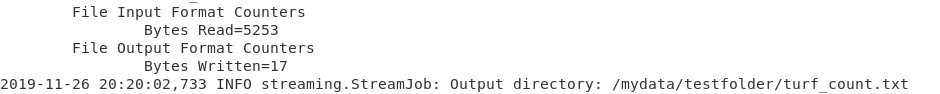 File Input Format Counters
Bytes Read=5253
File Output Format Counters
Bytes Written=17
2019-11-26 20:20:02,733 INFO streaming.StreamJob: Output directory: /mydata/testfolder/turf_count.txt